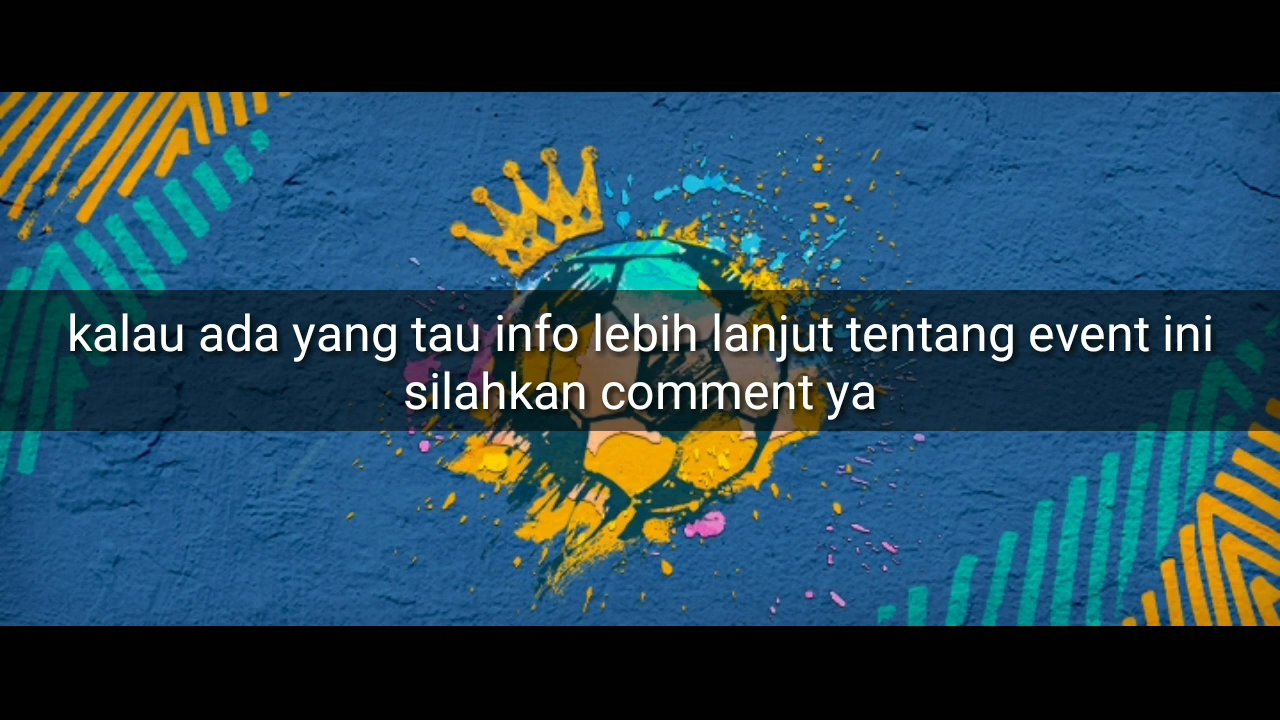 kalau ada yang tau info lebih lanjut tentang event ini
silahkan comment ya